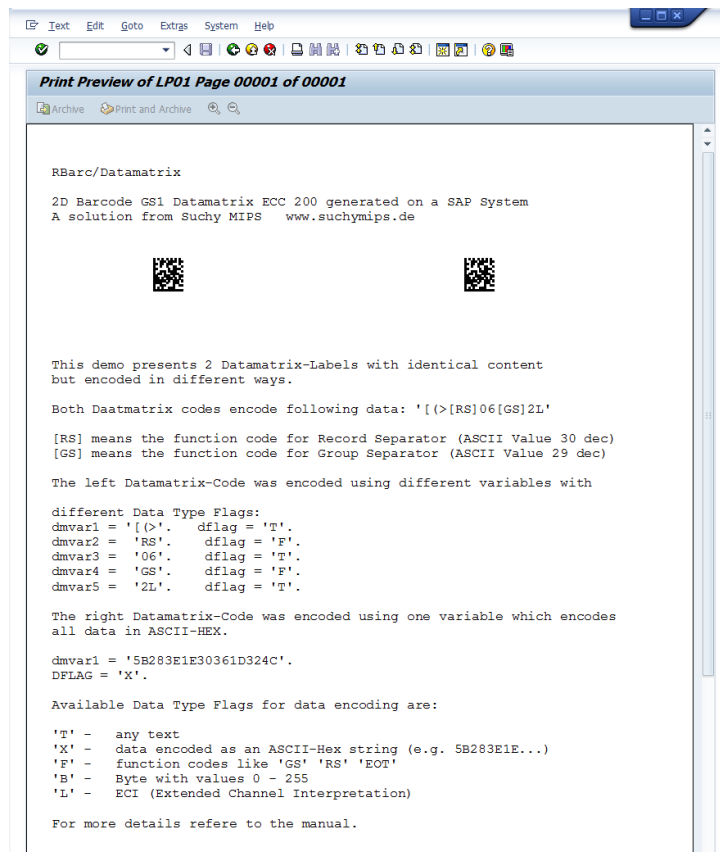 Text Edit Goto Extras System Help
Print Preview of LP01 Page 00001 of 00001
Archive Print and Archive
RBarc/Datamatrix
2D Barcode GS1 Datamatrix ECC 200 generated on a SAP System
A solution from Suchy MIPS www.suchymips.de
This demo presents 2 Datamatrix-Labels with identical content
but encoded in different ways.
Both Daatmatrix codes encode following data: '[(>[RS]06[GS]2L'
[RS] means the function code for Record Separator (ASCII Value 30 dec)
[GS] means the function code for Group Separator (ASCII Value 29 dec)
The left Datamatrix-Code was encoded using different variables with
different Data Type Flags:
dmvar1 = '[(>'. dflag = 'T'.
dmvar2 = 'RS'. dflag = 'F'.
dmvar3 = '06'. dflag = 'T'.
dmvar4 = 'GS'. dflag = 'F'.
dmvar5 = '2L'. dflag = 'T'.
The right Datamatrix-Code was encoded using one variable which encodes
all data in ASCII-HEX.
dmvar1 = '5B283E1E30361D324C'.
DFLAG = 'X'.
Available Data Type Flags for data encoding are:
'T' - any text
'X' - data encoded as an ASCII-Hex string (e.g. 5B283E1E...)
'F' - function codes like 'GS' 'RS' 'EOT'
'B' - Byte with values 0 - 255
'L' - ECI (Extended Channel Interpretation)
For more details refere to the manual.